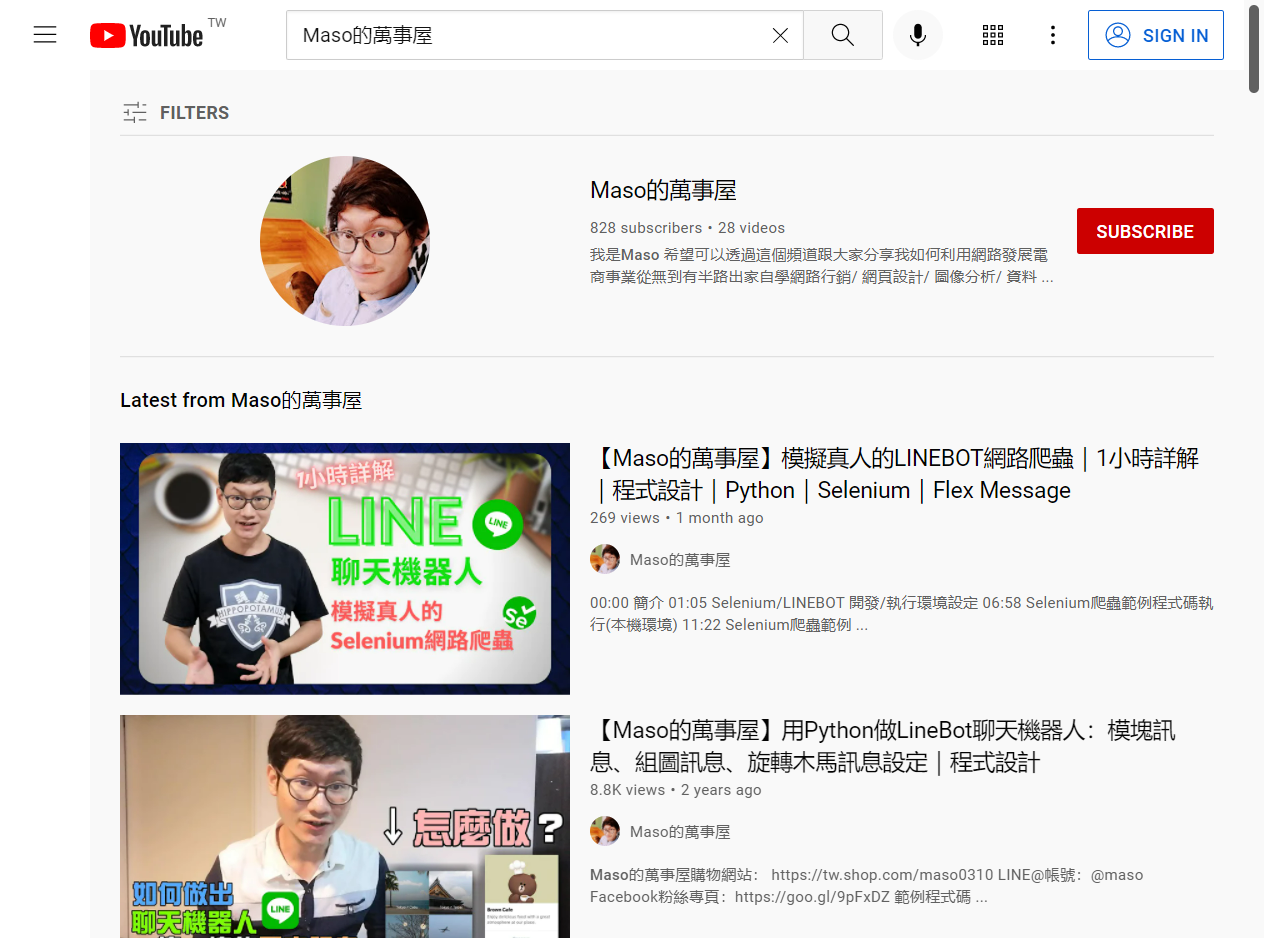 YouTube TW
Maso的萬事屋
SIGN IN
FILTERS
Maso的萬事屋
828 subscribers • 28 videos
SUBSCRIBE
我是Maso 希望可以透過這個頻道跟大家分享我如何利用網路發展電
商事業從無到有半路出家自學網路行銷/ 網頁設計/ 圖像分析/ 資料 ...
Latest from Maso的萬事屋
1小時詳解
LINE
LINE
聊天機器人
模擬真人的
Se
Selenium網路爬蟲
HIPPOPOTAMUS
【Maso的萬事屋】模擬真人的LINEBOT網路爬蟲｜1小時詳解
｜程式設計｜Python｜Selenium｜Flex Message
269 views • 1 month ago
Maso的萬事屋
00:00 簡介 01:05 Selenium/LINEBOT 開發/執行環境設定 06:58 Selenium爬蟲範例程式碼執
行(本機環境) 11:22 Selenium爬蟲範例 ...
怎麼做?
如何做出
聊天機器人
LINE
Brown Cafe
【Maso的萬事屋】用Python做LineBot聊天機器人：模塊訊
息、組圖訊息、旋轉木馬訊息設定｜程式設計
8.8K views • 2 years ago
Maso的萬事屋
Maso的萬事屋購物網站： https://tw.shop.com/maso0310 LINE@帳號：@maso
Facebook粉絲專頁：https://goo.gl/9pFxDZ 範例程式碼 ...